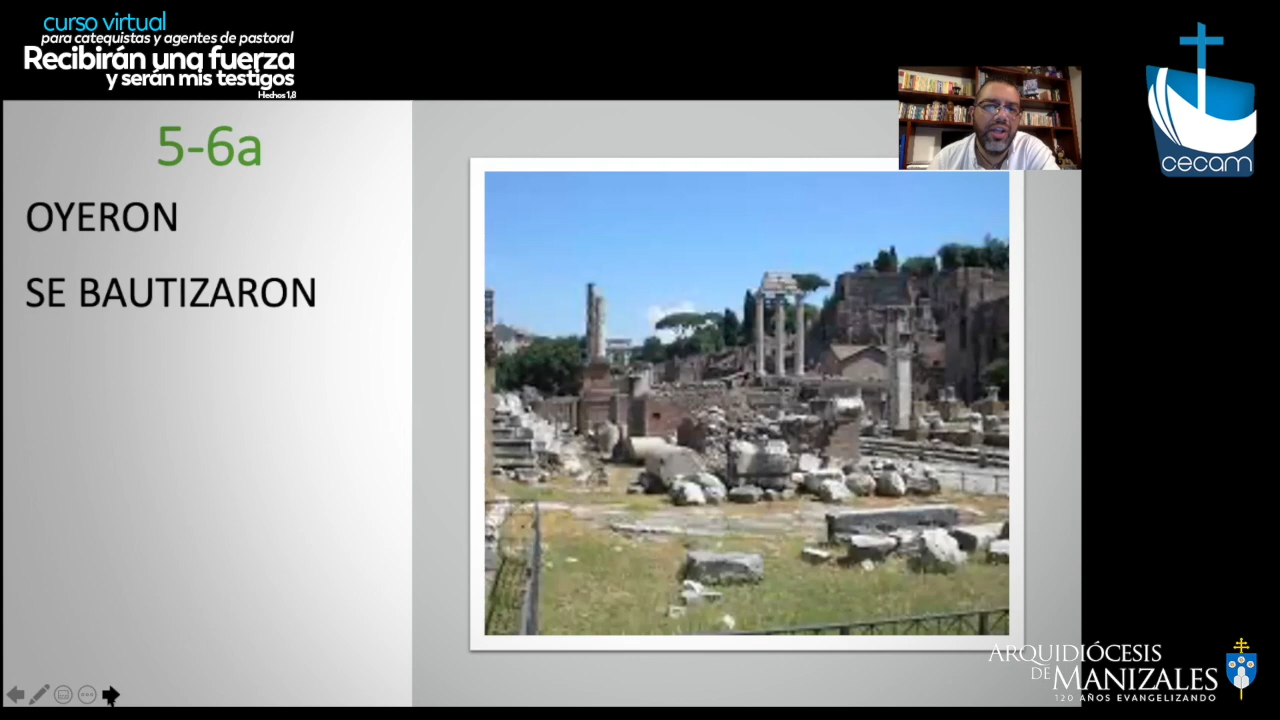 curso virtual
para catequistas y agentes de pastoral
Recibirán una fuerza
y serán mis testigos
Hechos 1,8
cecam
5-6a
OYERON
SE BAUTIZARON
ARQUIDIÓCESIS
DE MANIZALES
120 AÑOS EVANGELIZANDO